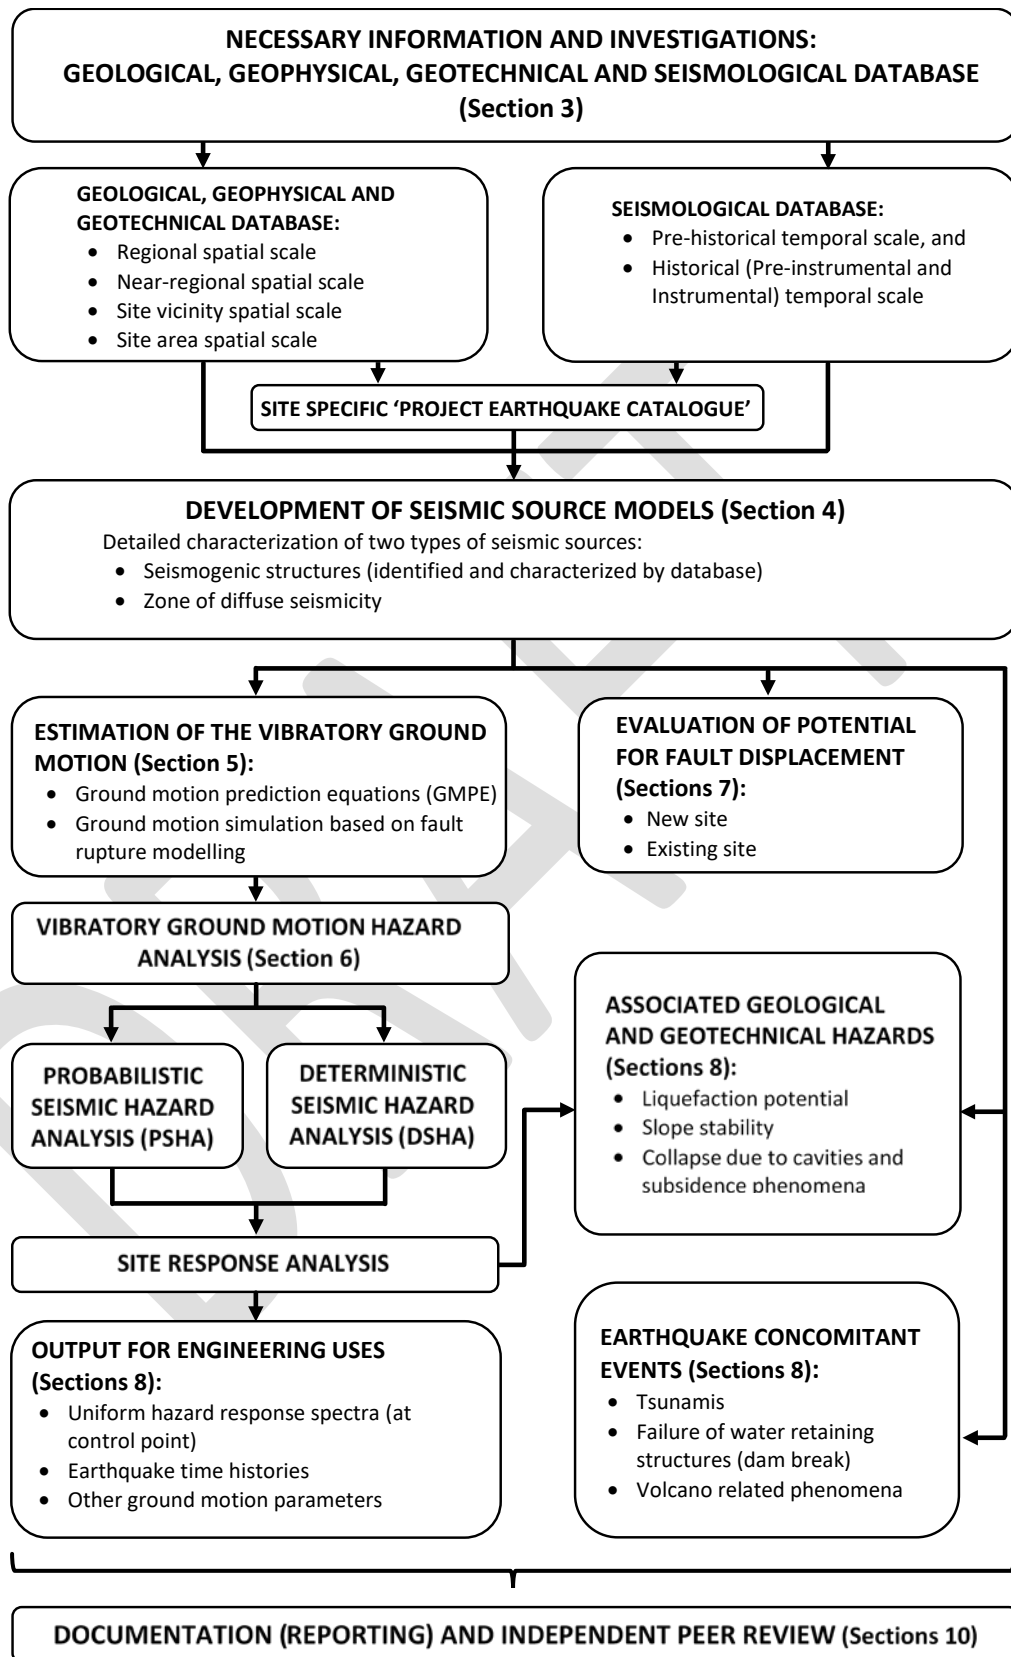 NECESSARY INFORMATION AND INVESTIGATIONS:
GEOLOGICAL, GEOPHYSICAL, GEOTECHNICAL AND SEISMOLOGICAL DATABASE
(Section 3)
GEOLOGICAL, GEOPHYSICAL AND
GEOTECHNICAL DATABASE:
• Regional spatial scale
• Near-regional spatial scale
• Site vicinity spatial scale
• Site area spatial scale
SEISMOLOGICAL DATABASE:
• Pre-historical temporal scale, and
• Historical (Pre-instrumental and
Instrumental) temporal scale
SITE SPECIFIC ‘PROJECT EARTHQUAKE CATALOGUE’
DEVELOPMENT OF SEISMIC SOURCE MODELS (Section 4)
Detailed characterization of two types of seismic sources:
• Seismogenic structures (identified and characterized by database)
• Zone of diffuse seismicity
ESTIMATION OF THE VIBRATORY GROUND
MOTION (Section 5):
• Ground motion prediction equations (GMPE)
• Ground motion simulation based on fault
rupture modelling
EVALUATION OF POTENTIAL
FOR FAULT DISPLACEMENT
(Sections 7):
• New site
• Existing site
VIBRATORY GROUND MOTION HAZARD
ANALYSIS (Section 6)
PROBABILISTIC
SEISMIC HAZARD
ANALYSIS (PSHA)
DETERMINISTIC
SEISMIC HAZARD
ANALYSIS (DSHA)
ASSOCIATED GEOLOGICAL
AND GEOTECHNICAL HAZARDS
(Sections 8):
• Liquefaction potential
• Slope stability
• Collapse due to cavities and
subsidence phenomena
SITE RESPONSE ANALYSIS
OUTPUT FOR ENGINEERING USES
(Sections 8):
• Uniform hazard response spectra (at
control point)
• Earthquake time histories
• Other ground motion parameters
EARTHQUAKE CONCOMITANT
EVENTS (Sections 8):
• Tsunamis
• Failure of water retaining
structures (dam break)
• Volcano related phenomena
DOCUMENTATION (REPORTING) AND INDEPENDENT PEER REVIEW (Sections 10)
DRAFT